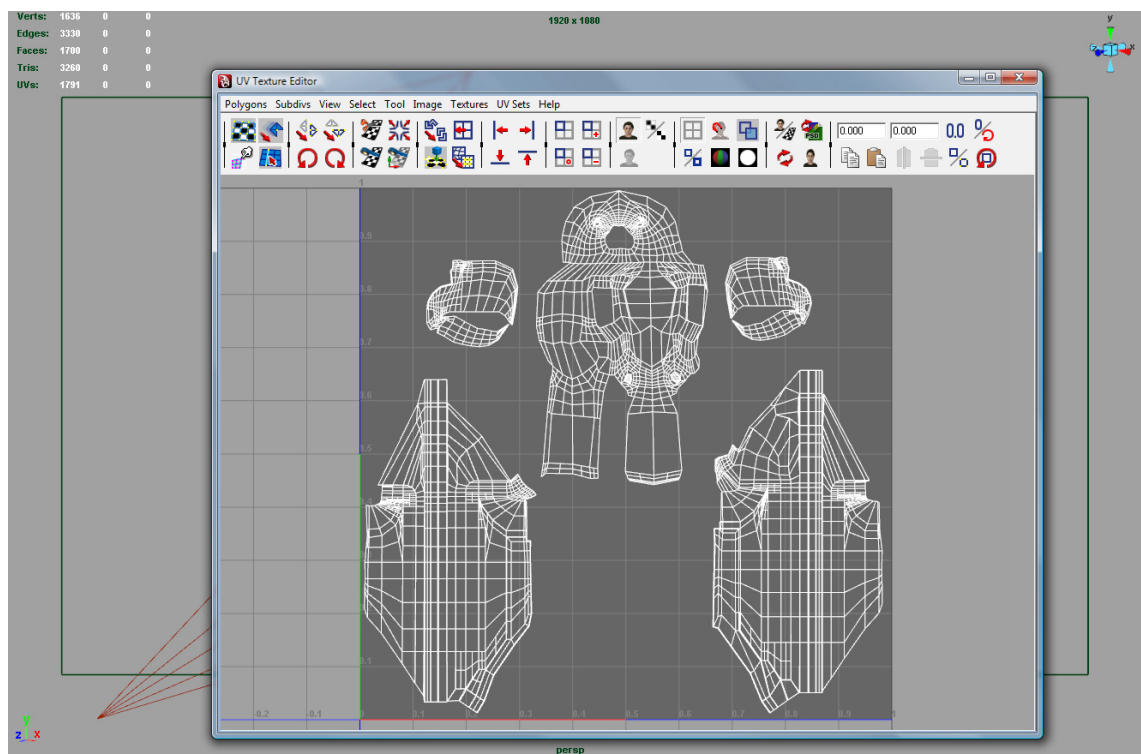 Verts: 1636 0 0
Edges: 3330 0 0
Faces: 1700 0 0
Tris: 3260 0 0
UVs: 1791 0 0
1920 x 1080
y
z x
UV Texture Editor
Polygons Subdivs View Select Tool Image Textures UV Sets Help
PSD 0.000 0.000 0.0
1
0.9
0.8
0.7
0.6
0.5
0.4
0.2
0.1
-0.2 -0.1 0 0.1 0.2 0.3 0.4 0.5 0.6 0.7 0.8 0.9 1
y
z x
persp